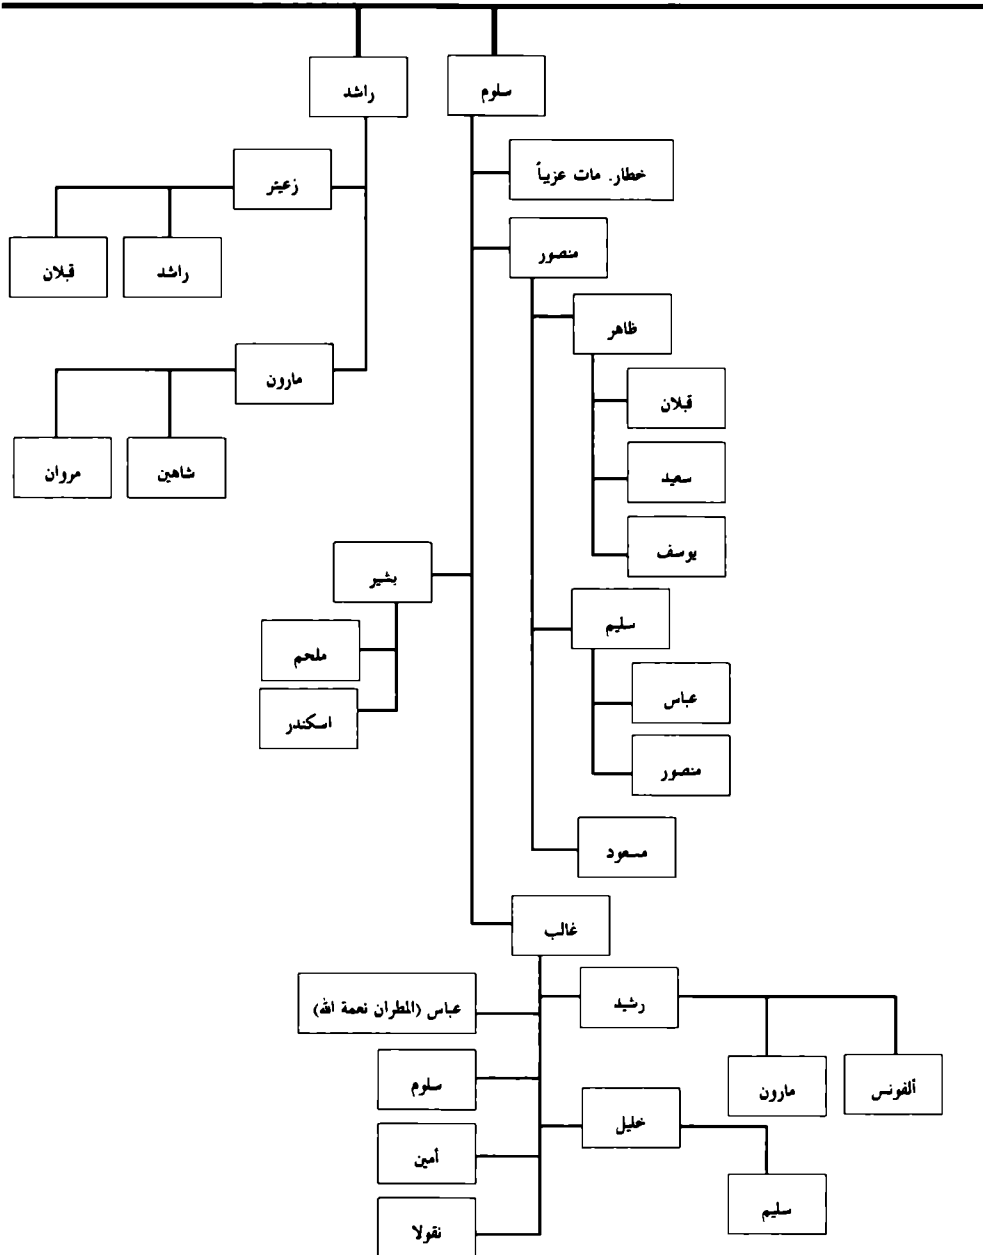 سلوم
راشد
خطار. مات عزيباً
زعيتر
منصور
راشد
قبلان
ظاهر
مارون
قبلان
شاهين
مروان
سعيد
يوسف
بشير
سليم
ملحم
عباس
اسكندر
منصور
مسعود
غالب
رشيد
عباس (المطران نعمة الله)
ألفونس
مارون
سلوم
خليل
أمين
سليم
نقولا